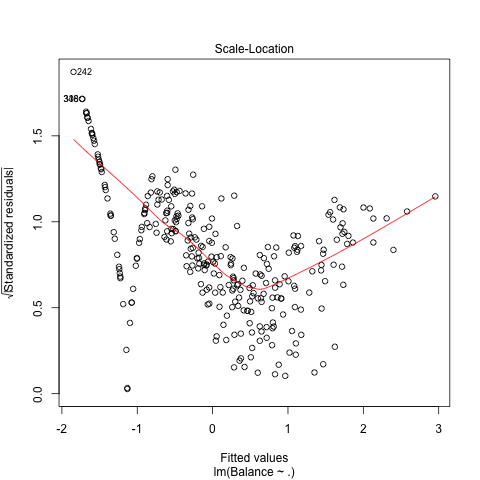 Scale-Location
242
1.5
1.0
0.5
0.0
√|Standardized residuals|
-2
-1
0
1
2
3
Fitted values
lm(Balance ~ .)